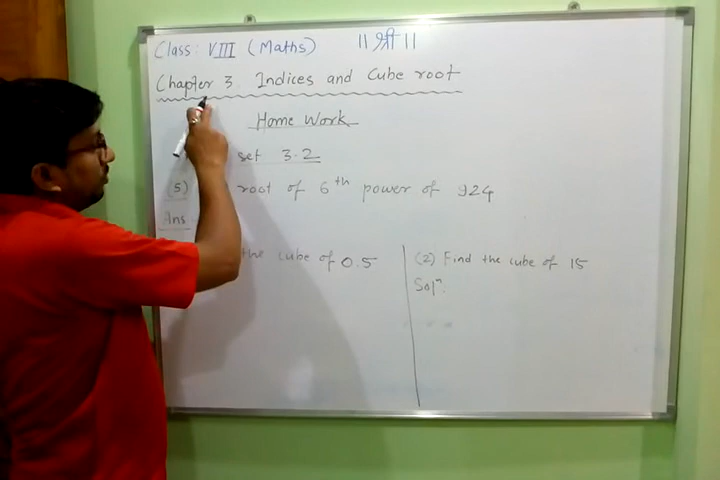 Class: VIII (Maths) ॥ श्री ॥
Chapter 3. Indices and Cube root
Home Work
set 3.2
(5) root of 6th power of 924
Ans
the cube of 0.5
(2) Find the cube of 15
Solⁿ.